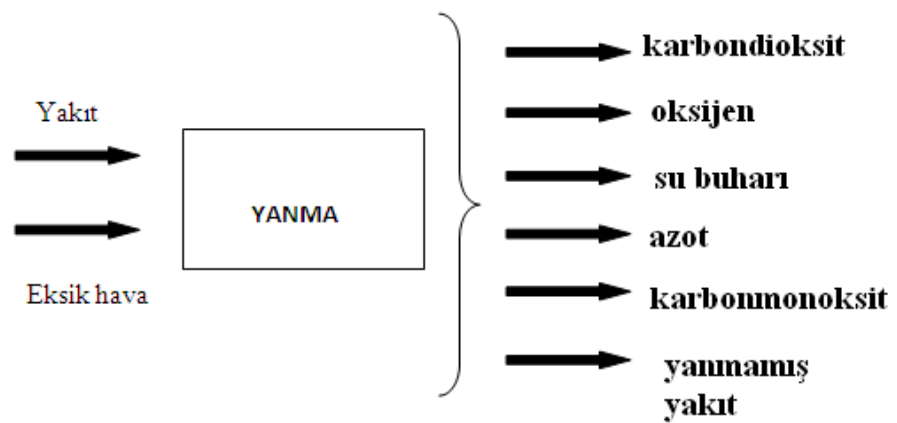 Yakıt
Eksik hava
YANMA
karbondioksit
oksijen
su buharı
azot
karbonmonoksit
yanmamış
yakıt